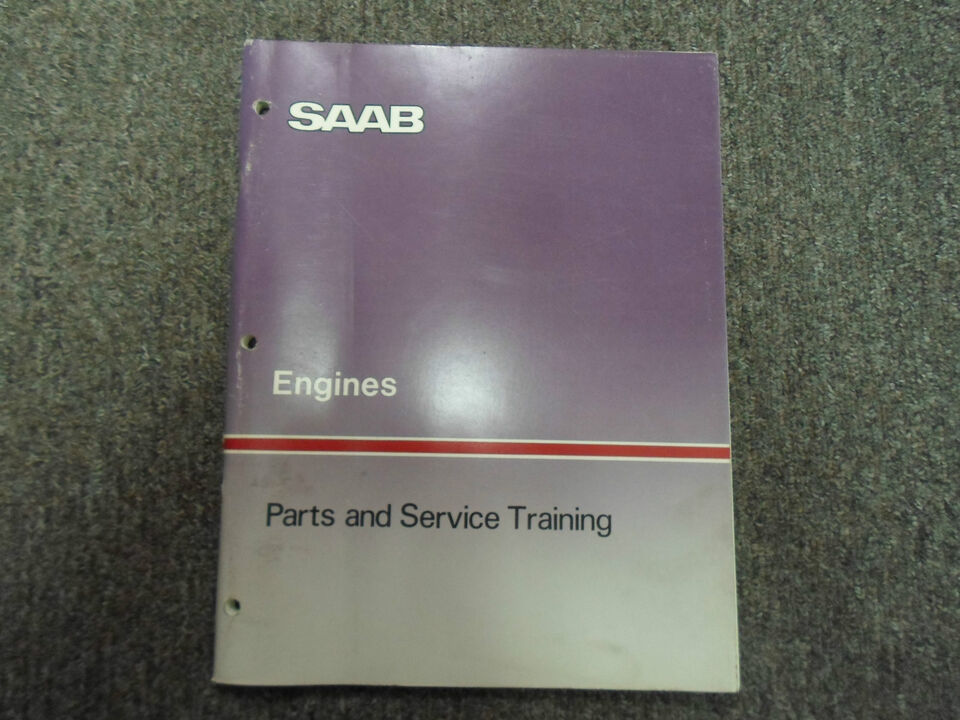 SAAB
Engines
Parts and Service Training